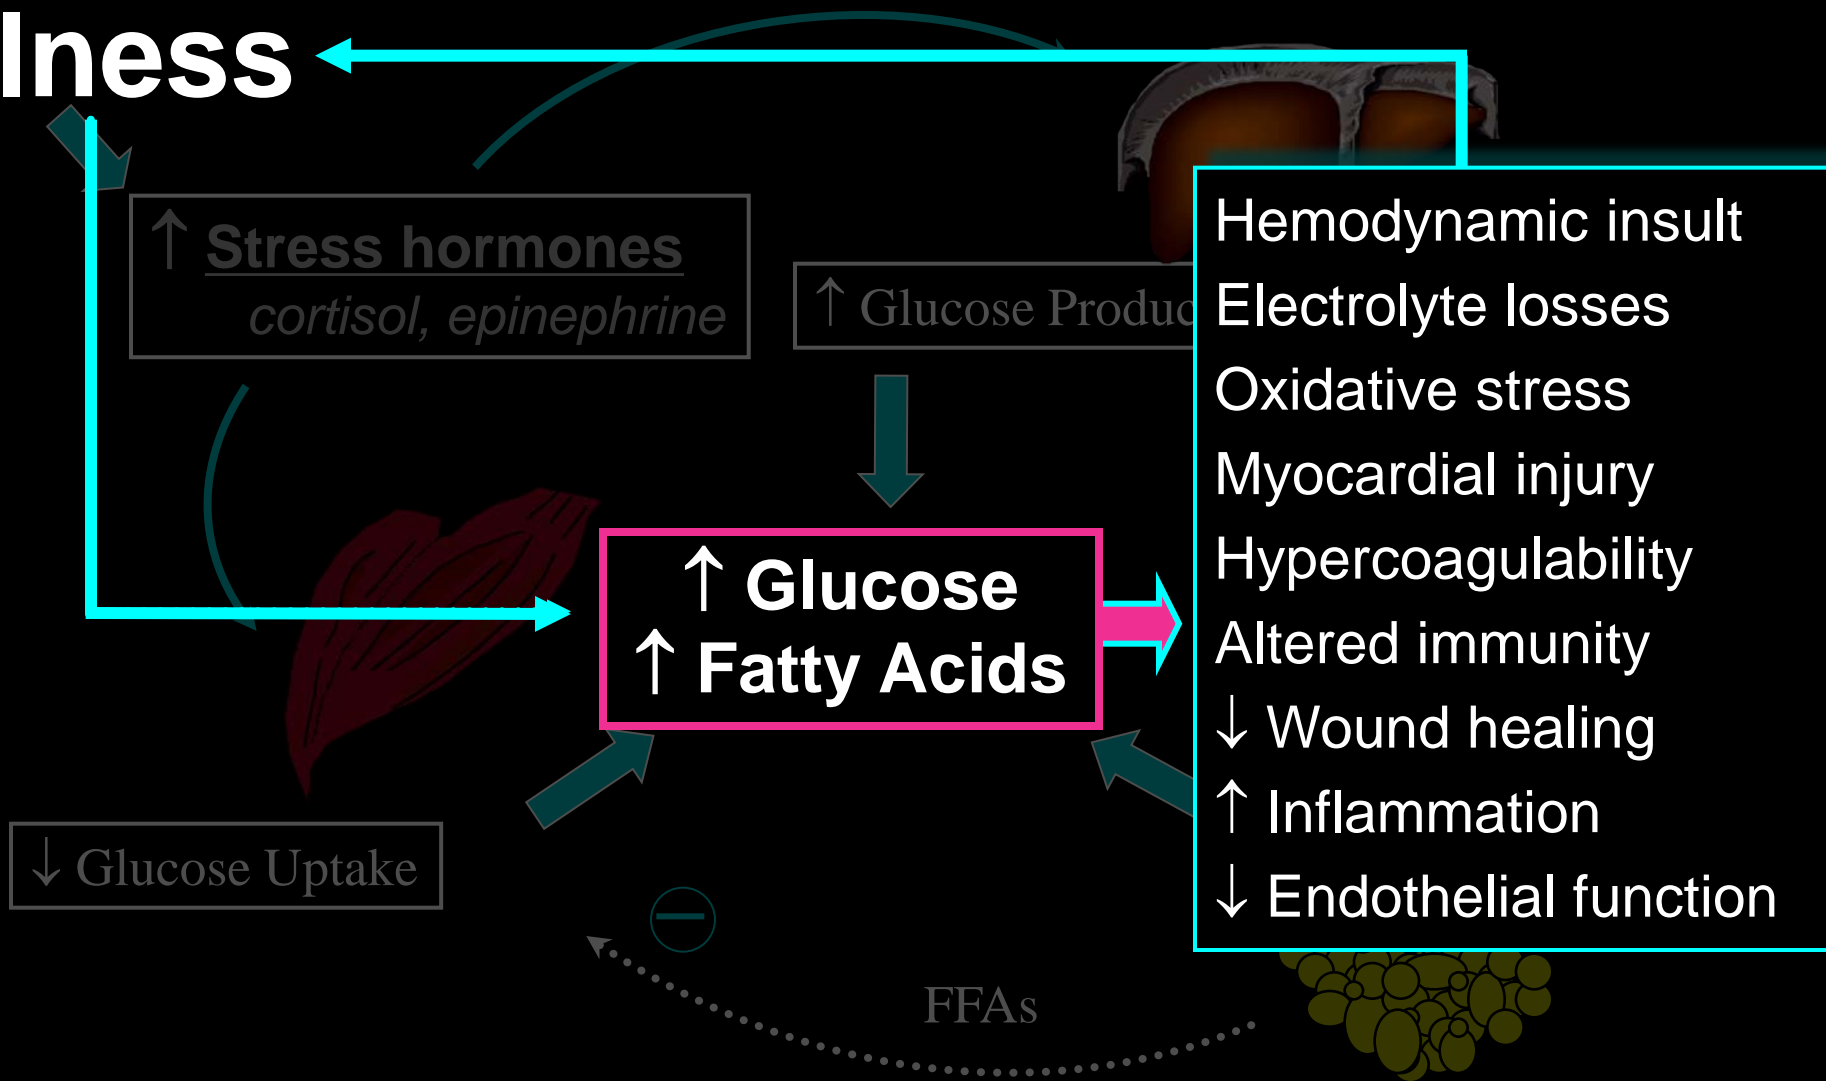 lness
↑ Stress hormones
cortisol, epinephrine
↑ Glucose Produc
↑ Glucose
↑ Fatty Acids
↓ Glucose Uptake
FFAs
Hemodynamic insult
Electrolyte losses
Oxidative stress
Myocardial injury
Hypercoagulability
Altered immunity
↓ Wound healing
↑ Inflammation
↓ Endothelial function